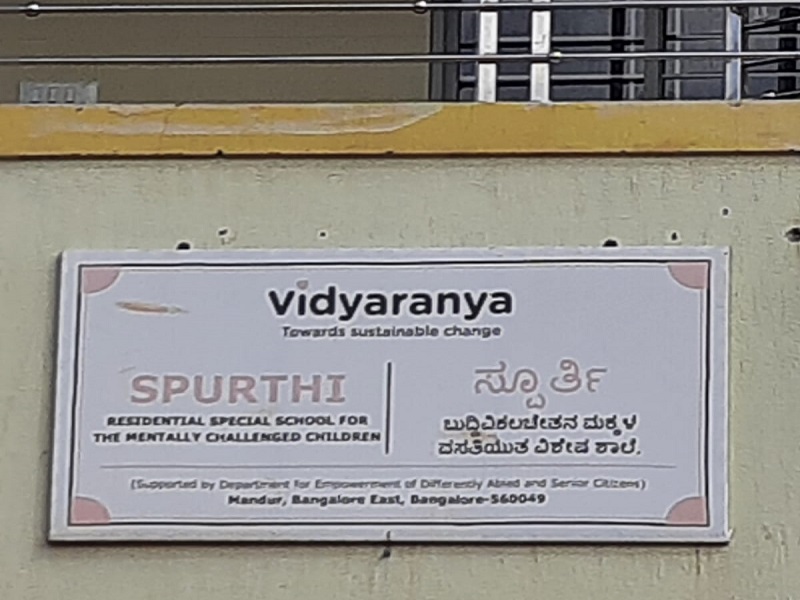 Vidyaranya
Towards sustainable change
SPURTHI
RESIDENTIAL SPECIAL SCHOOL FOR
THE MENTALLY CHALLENGED CHILDREN
ಸ್ಪೂರ್ತಿ
ಬುದ್ಧಿವಿಕಲಚೇತನ ಮಕ್ಕಳ
ವಸತಿಯುತ ವಿಶೇಷ ಶಾಲೆ.
(Supported by Department for Empowerment of Differently Abled and Senior Citizens)
Mandur, Bangalore East, Bangalore-560049